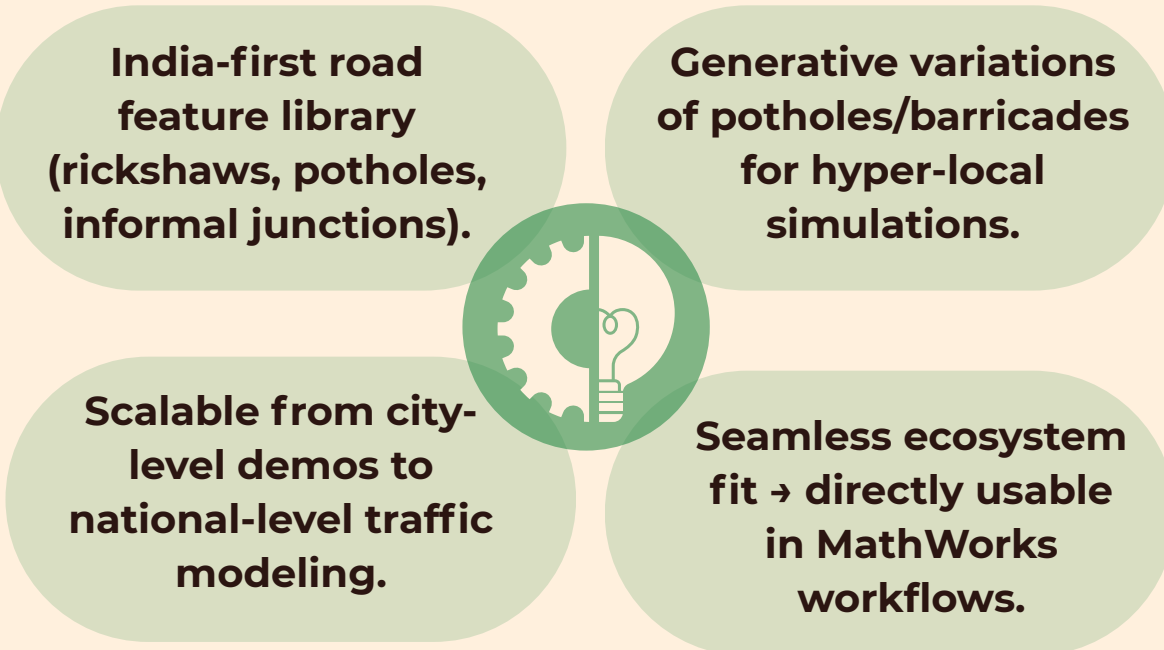 India-first road
feature library
(rickshaws, potholes,
informal junctions).
Generative variations
of potholes/barricades
for hyper-local
simulations.
Scalable from city-
level demos to
national-level traffic
modeling.
Seamless ecosystem
fit → directly usable
in MathWorks
workflows.